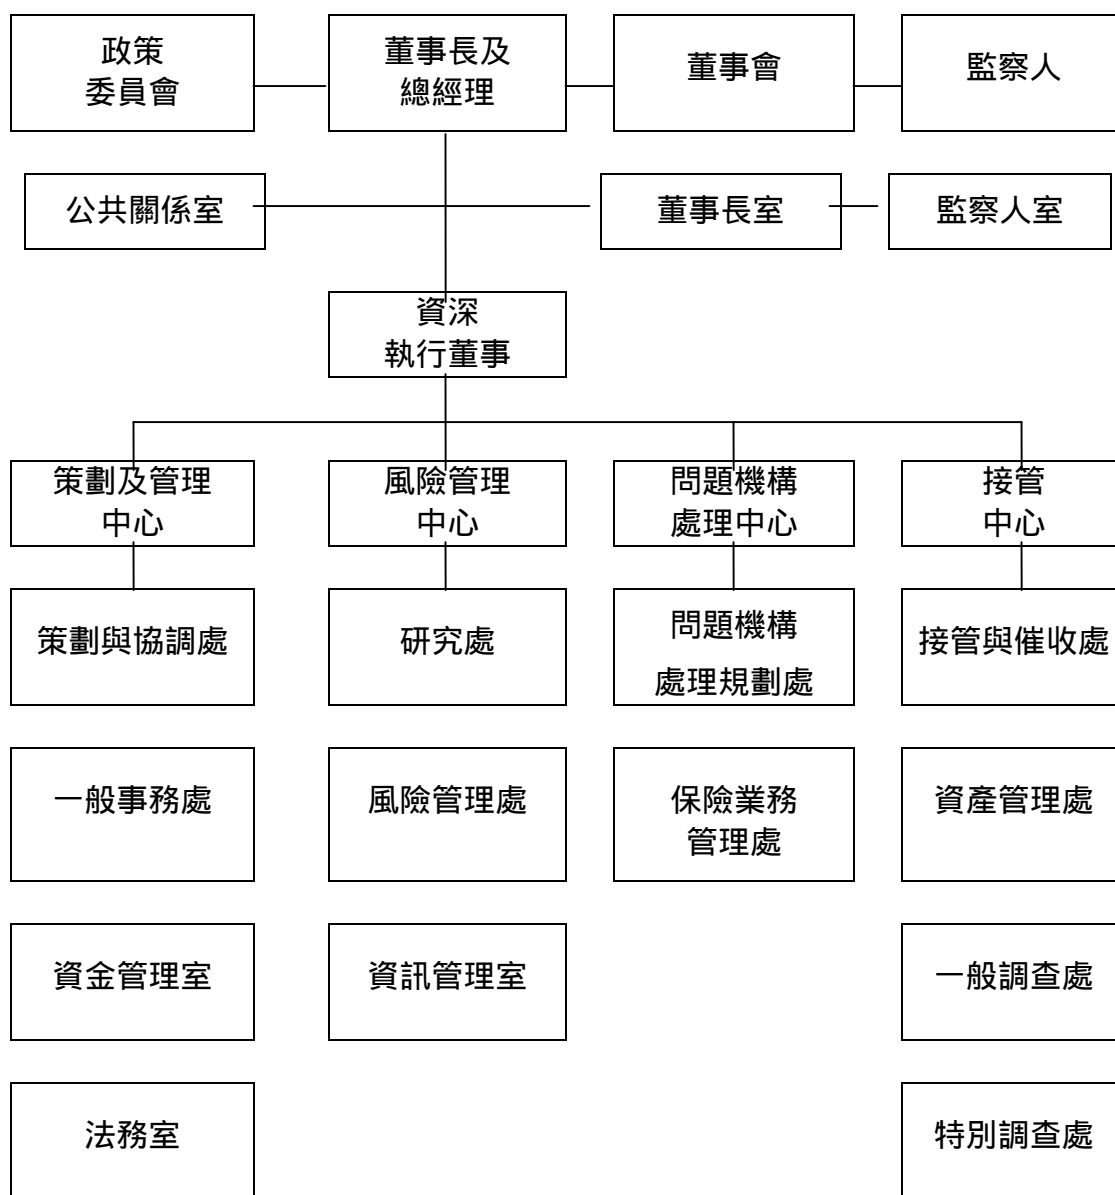 政策
委員會
董事長及
總經理
董事會
監察人
公共關係室
董事長室
監察人室
資深
執行董事
策劃及管理
中心
風險管理
中心
問題機構
處理中心
接管
中心
策劃與協調處
研究處
問題機構
處理規劃處
接管與催收處
一般事務處
風險管理處
保險業務
管理處
資產管理處
資金管理室
資訊管理室
一般調查處
法務室
特別調查處